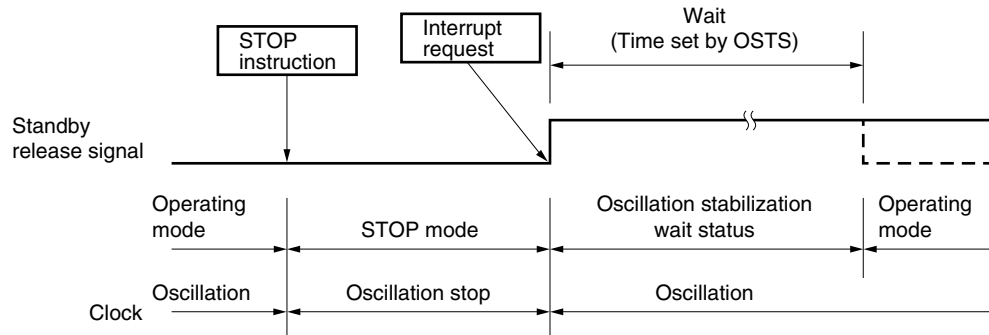 Wait
(Time set by OSTS)
STOP
instruction
Interrupt
request
Standby
release signal
Operating
mode
STOP mode
Oscillation stabilization
wait status
Operating
mode
Clock
Oscillation
Oscillation stop
Oscillation